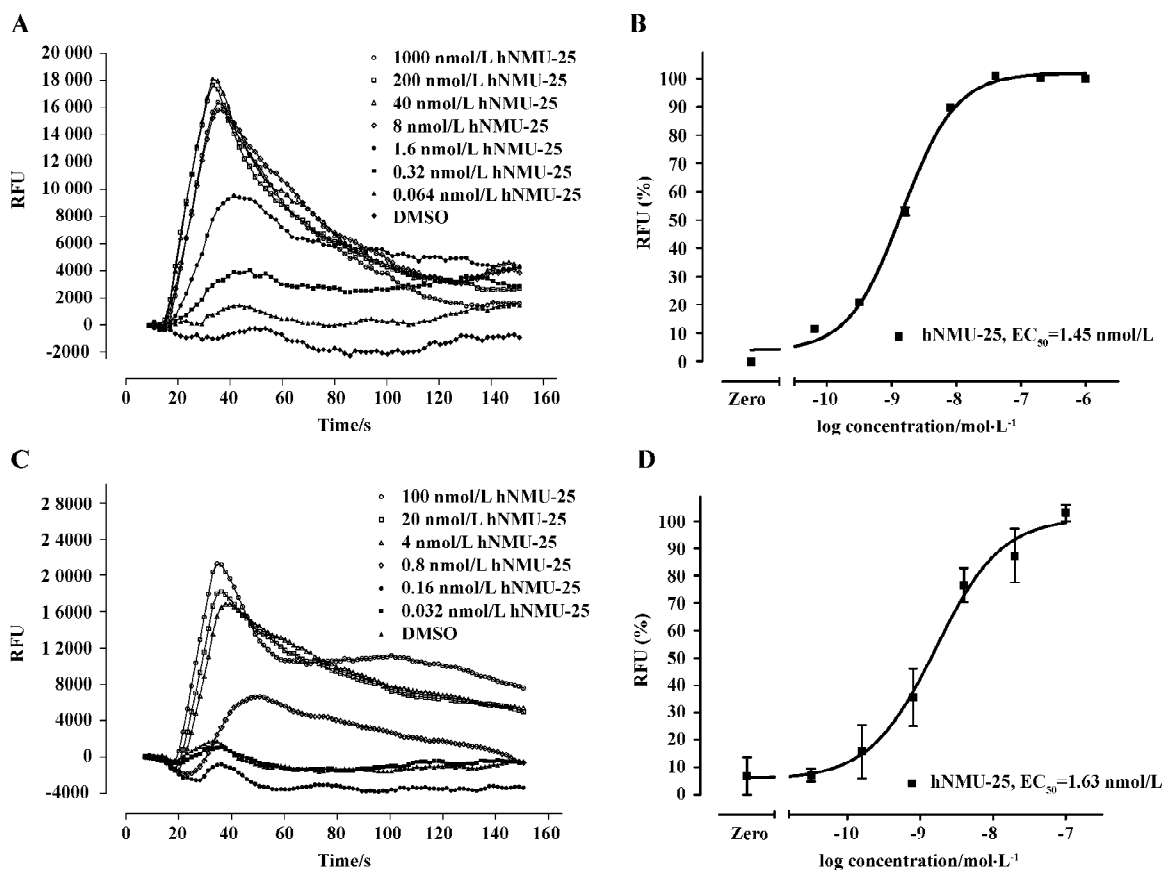 A
20 000
18 000
16 000
14 000
12 000
10 000
8000
6000
4000
2000
0
-2000
RFU
0 20 40 60 80 100 120 140 160
Time/s
1000 nmol/L hNMU-25
200 nmol/L hNMU-25
40 nmol/L hNMU-25
8 nmol/L hNMU-25
1.6 nmol/L hNMU-25
0.32 nmol/L hNMU-25
0.064 nmol/L hNMU-25
DMSO
B
100
90
80
70
60
50
40
30
20
10
0
RFU (%)
hNMU-25, EC₅₀=1.45 nmol/L
Zero -10 -9 -8 -7 -6
log concentration/mol·L⁻¹
C
2 8000
2 4000
2 0000
1 6000
1 2000
8000
4000
0
-4000
RFU
0 20 40 60 80 100 120 140 160
Time/s
100 nmol/L hNMU-25
20 nmol/L hNMU-25
4 nmol/L hNMU-25
0.8 nmol/L hNMU-25
0.16 nmol/L hNMU-25
0.032 nmol/L hNMU-25
DMSO
D
100
90
80
70
60
50
40
30
20
10
0
RFU (%)
hNMU-25, EC₅₀=1.63 nmol/L
Zero -10 -9 -8 -7
log concentration/mol·L⁻¹